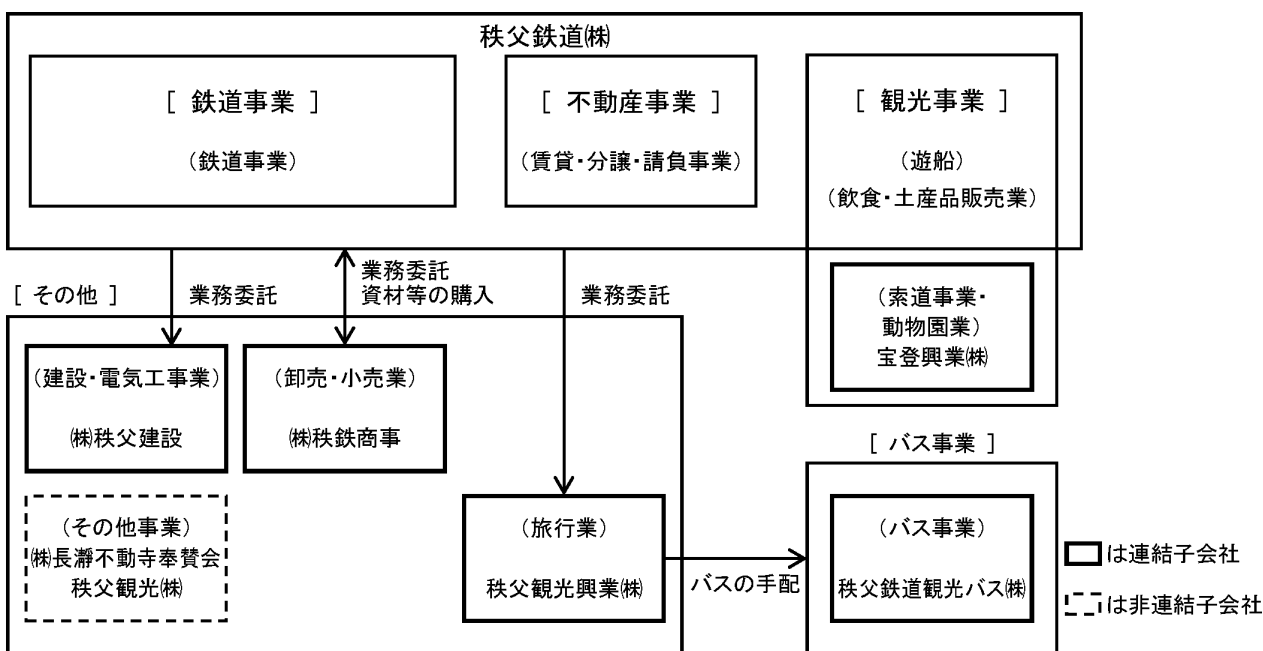 秩父鉄道㈱
[ 鉄道事業 ]
(鉄道事業)
[ 不動産事業 ]
(賃貸・分譲・請負事業)
[ 観光事業 ]
(遊船)
(飲食・土産品販売業)
(索道事業・
動物園業)
宝登興業㈱
[ その他 ]
業務委託
業務委託
資材等の購入
業務委託
(建設・電気工事業)
㈱秩父建設
(卸売・小売業)
㈱秩鉄商事
(その他事業)
㈱長瀞不動寺奉賛会
秩父観光㈱
(旅行業)
秩父観光興業㈱
バスの手配
[ バス事業 ]
(バス事業)
秩父鉄道観光バス㈱
は連結子会社
は非連結子会社